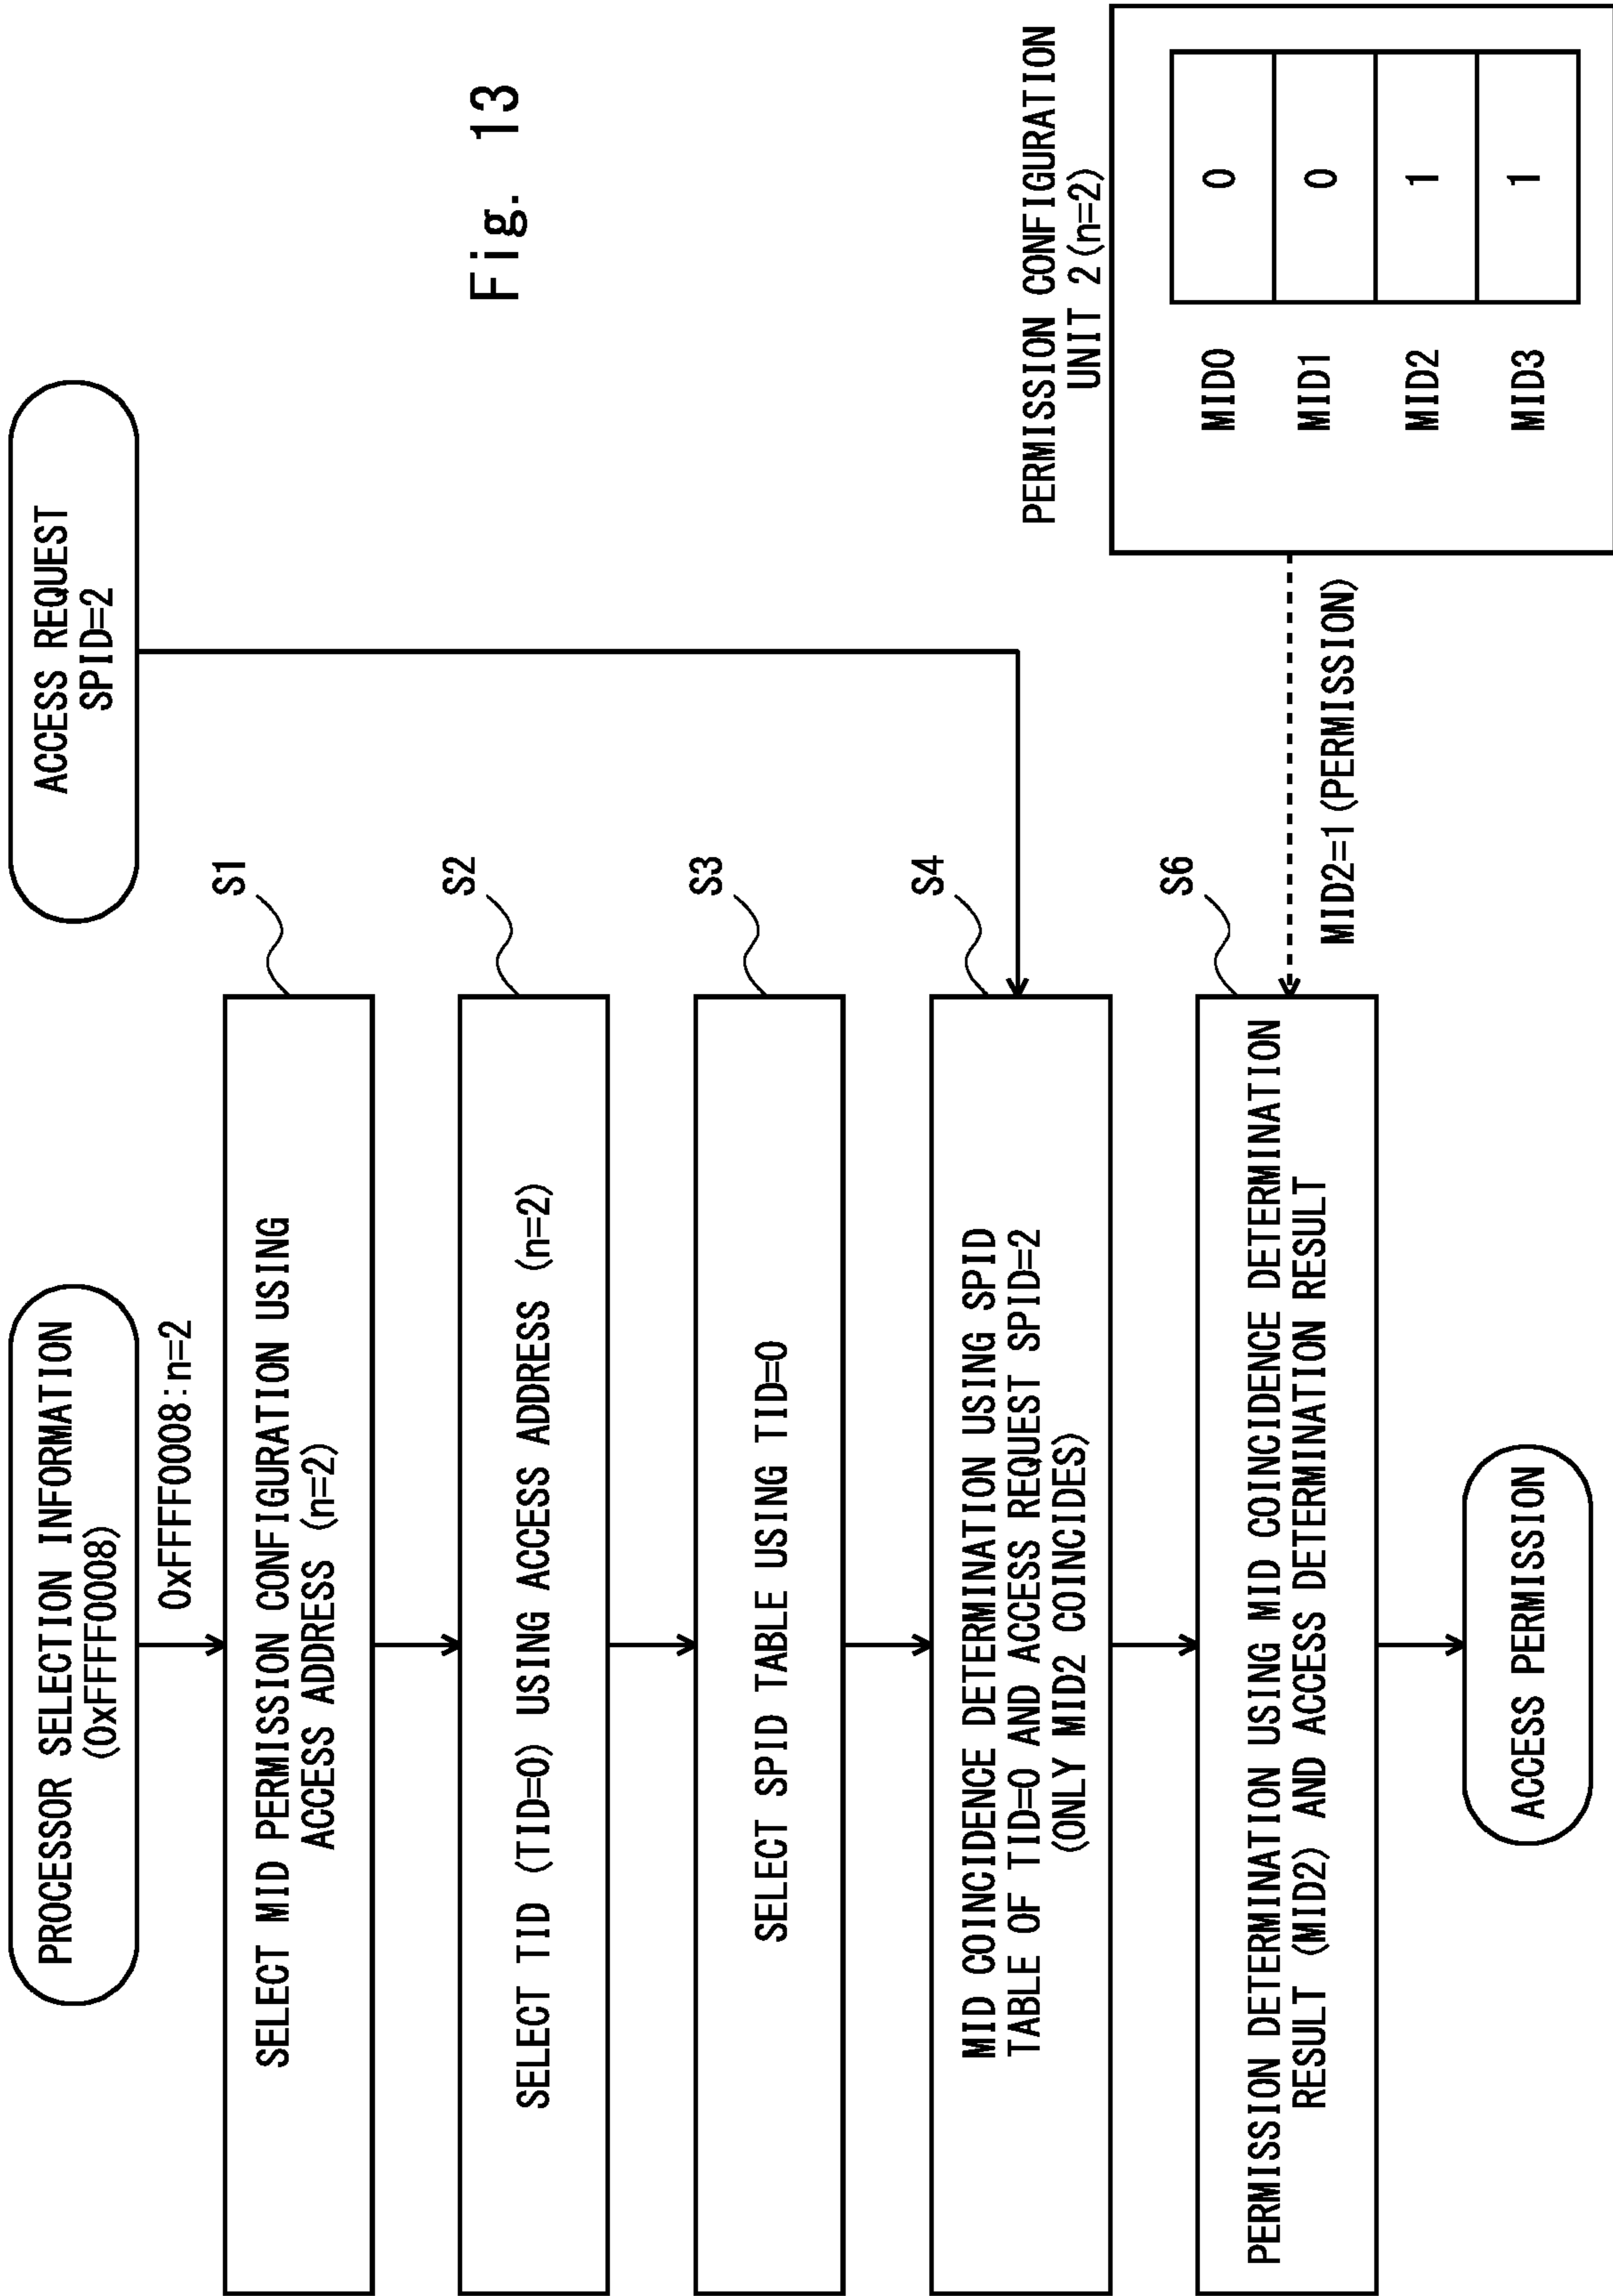 PROCESSOR SELECTION INFORMATION
(0xFFFF0008)
0xFFFF0008:n=2
ACCESS REQUEST
SPID=2
S1
SELECT MID PERMISSION CONFIGURATION USING
ACCESS ADDRESS (n=2)
S2
SELECT TID (TID=0) USING ACCESS ADDRESS (n=2)
S3
SELECT SPID TABLE USING TID=0
S4
MID COINCIDENCE DETERMINATION USING SPID
TABLE OF TID=0 AND ACCESS REQUEST SPID=2
(ONLY MID2 COINCIDES)
S6
PERMISSION DETERMINATION USING MID COINCIDENCE DETERMINATION
RESULT (MID2) AND ACCESS DETERMINATION RESULT
ACCESS PERMISSION
MID2=1(PERMISSION)
PERMISSION CONFIGURATION
UNIT 2(n=2)
MID0 0
MID1 0
MID2 1
MID3 1
Fig. 13